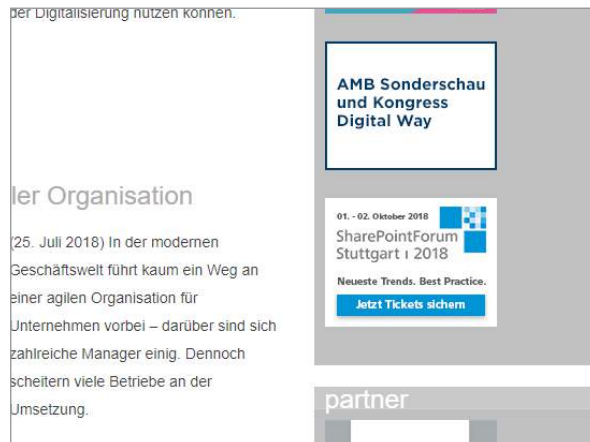 der Digitalisierung nutzen können.
ler Organisation
(25. Juli 2018) In der modernen
Geschäftswelt führt kaum ein Weg an
einer agilen Organisation für
Unternehmen vorbei – darüber sind sich
zahlreiche Manager einig. Dennoch
scheitern viele Betriebe an der
Umsetzung.
AMB Sonderschau
und Kongress
Digital Way
01. - 02. Oktober 2018
SharePointForum
Stuttgart ı 2018
Neueste Trends. Best Practice.
Jetzt Tickets sichern
partner